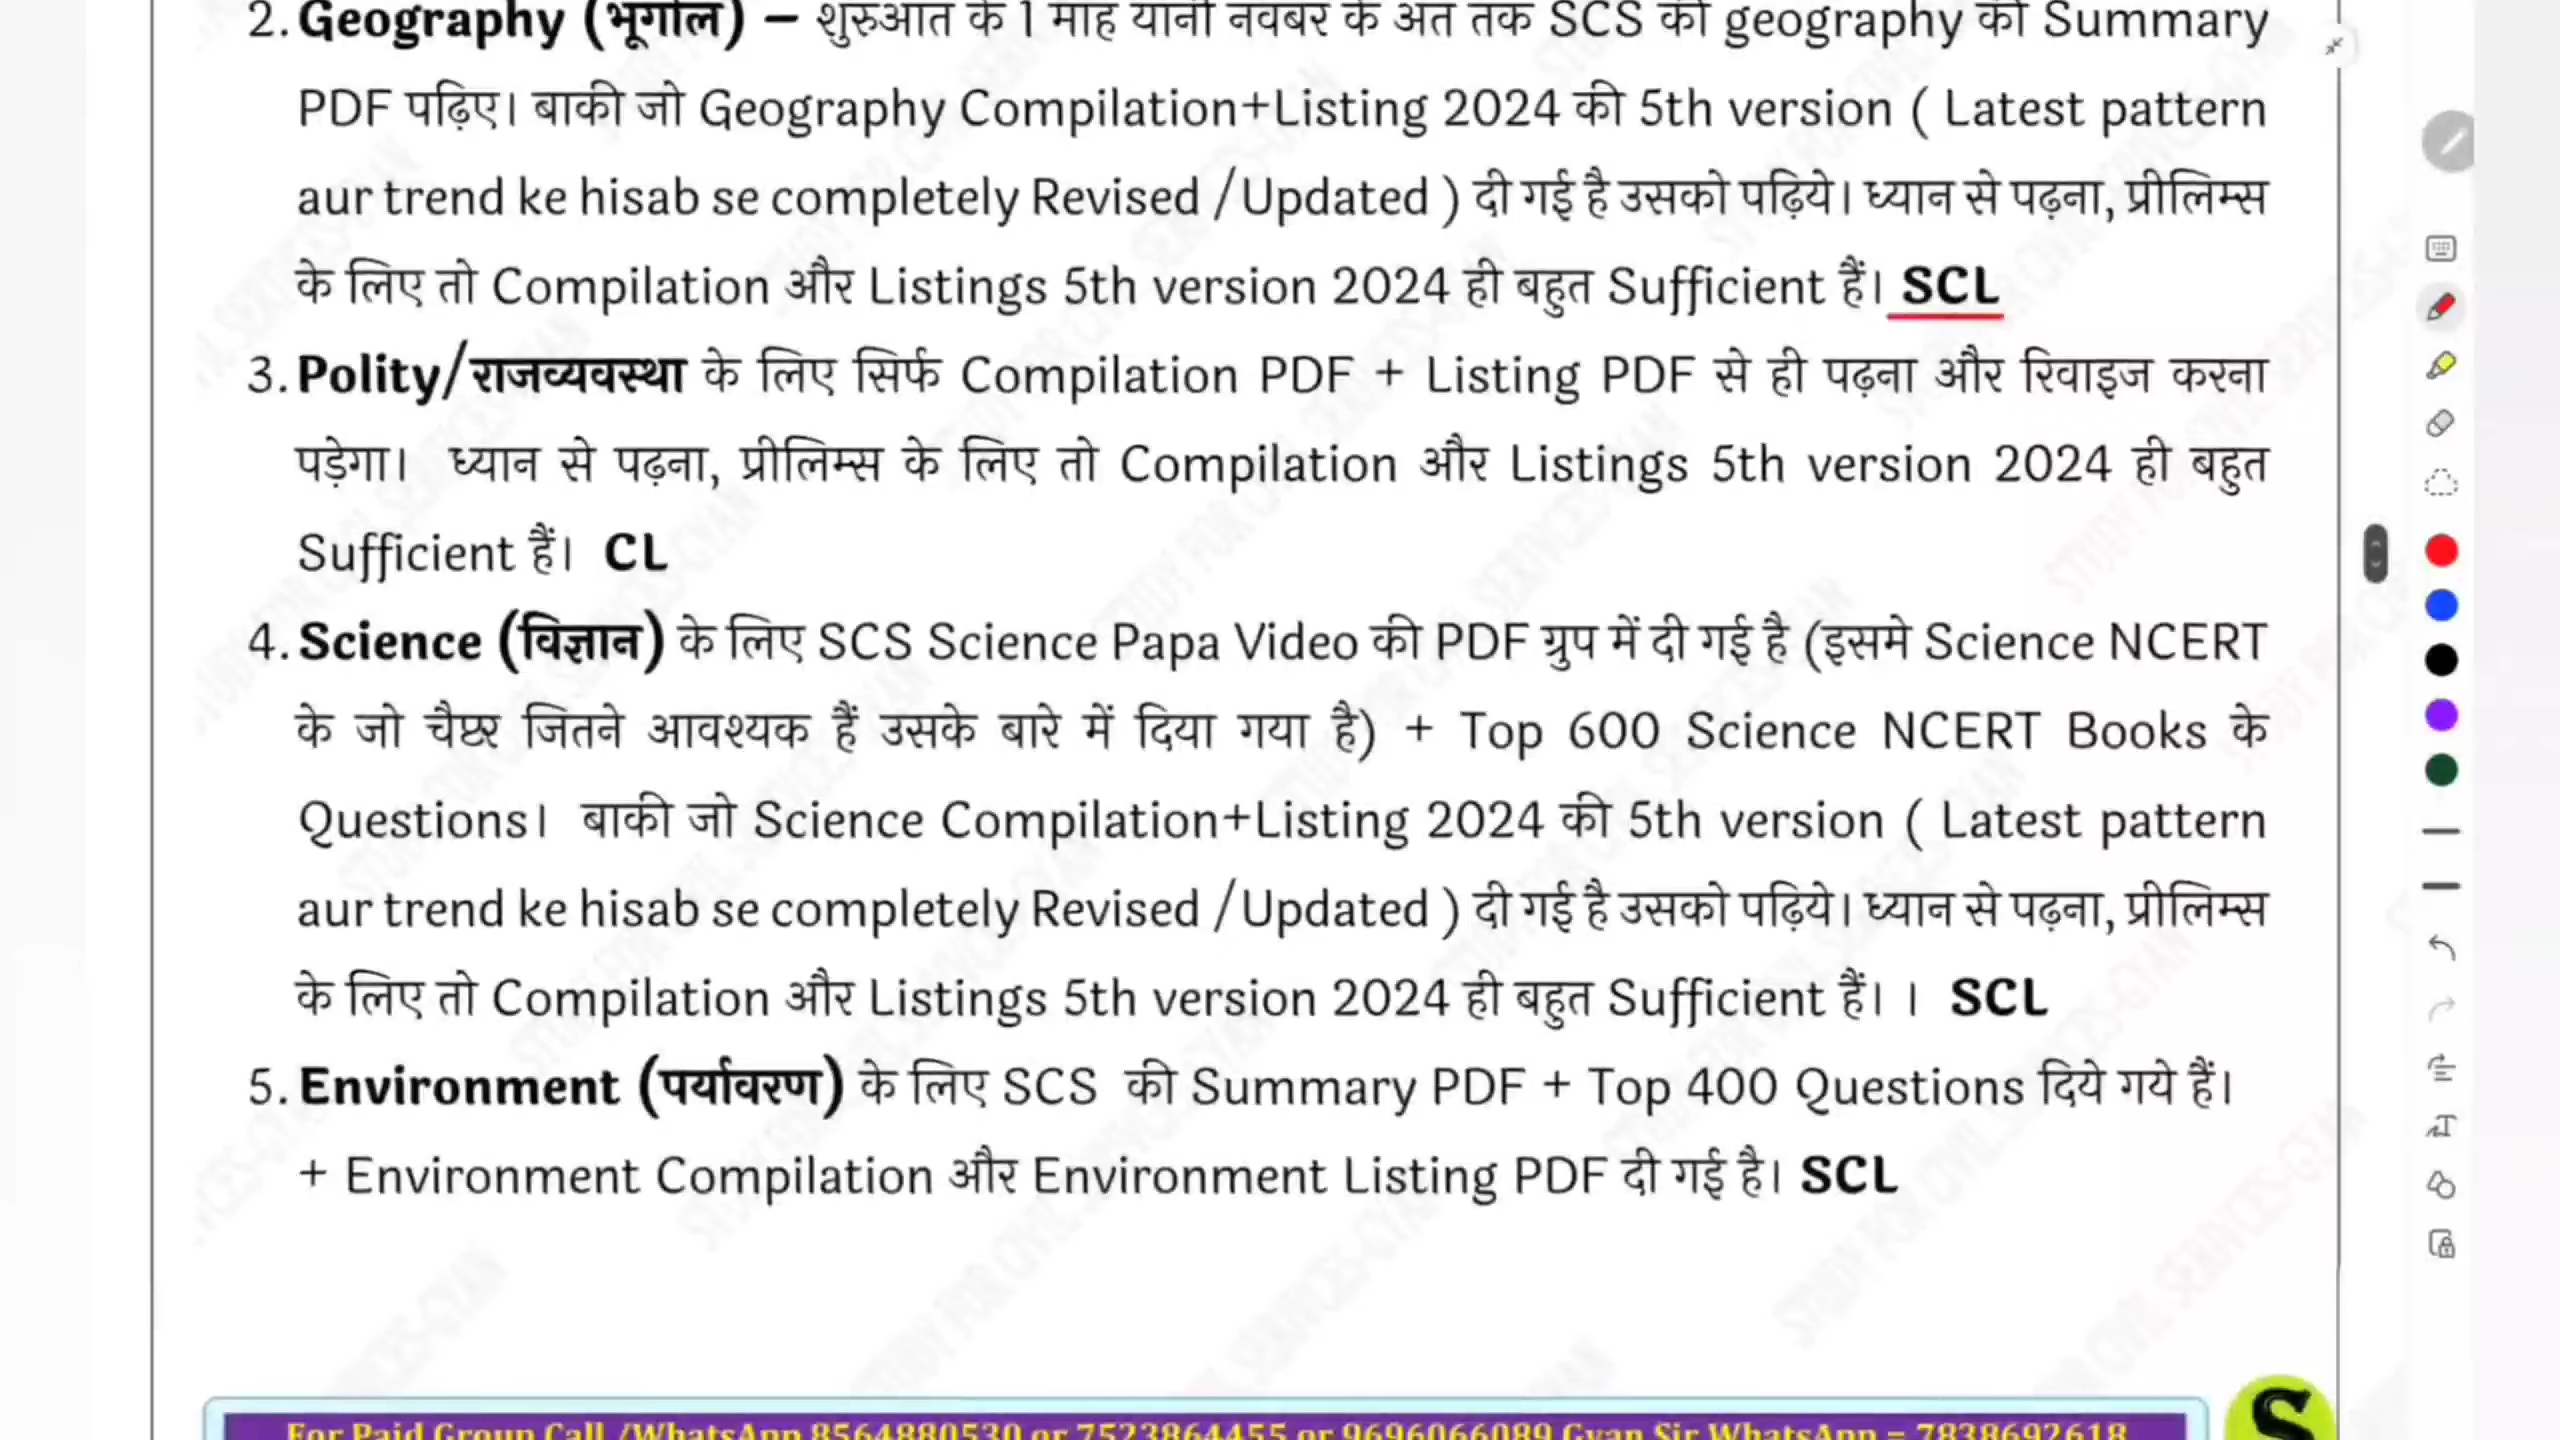 2. Geography (भूगोल) – शुरुआत के 1 माह यानी नवंबर के अंत तक SCS की geography की Summary
PDF पढ़िए। बाकी जो Geography Compilation+Listing 2024 की 5th version ( Latest pattern
aur trend ke hisab se completely Revised /Updated ) दी गई है उसको पढ़िये। ध्यान से पढ़ना, प्रीलिम्स
के लिए तो Compilation और Listings 5th version 2024 ही बहुत Sufficient हैं। SCL
3. Polity/राजव्यवस्था के लिए सिर्फ Compilation PDF + Listing PDF से ही पढ़ना और रिवाइज करना
पड़ेगा। ध्यान से पढ़ना, प्रीलिम्स के लिए तो Compilation और Listings 5th version 2024 ही बहुत
Sufficient हैं। CL
4. Science (विज्ञान) के लिए SCS Science Papa Video की PDF ग्रुप में दी गई है (इसमे Science NCERT
के जो चैप्टर जितने आवश्यक हैं उसके बारे में दिया गया है) + Top 600 Science NCERT Books के
Questions। बाकी जो Science Compilation+Listing 2024 की 5th version ( Latest pattern
aur trend ke hisab se completely Revised /Updated ) दी गई है उसको पढ़िये। ध्यान से पढ़ना, प्रीलिम्स
के लिए तो Compilation और Listings 5th version 2024 ही बहुत Sufficient हैं। । SCL
5. Environment (पर्यावरण) के लिए SCS की Summary PDF + Top 400 Questions दिये गये हैं।
+ Environment Compilation और Environment Listing PDF दी गई है। SCL
For Paid Group Call /WhatsApp 8564880530 or 7523864455 or 9696066089 Gyan Sir WhatsApp = 7838692618
S
STUDY FOR CIVIL SERVICES-GYAN